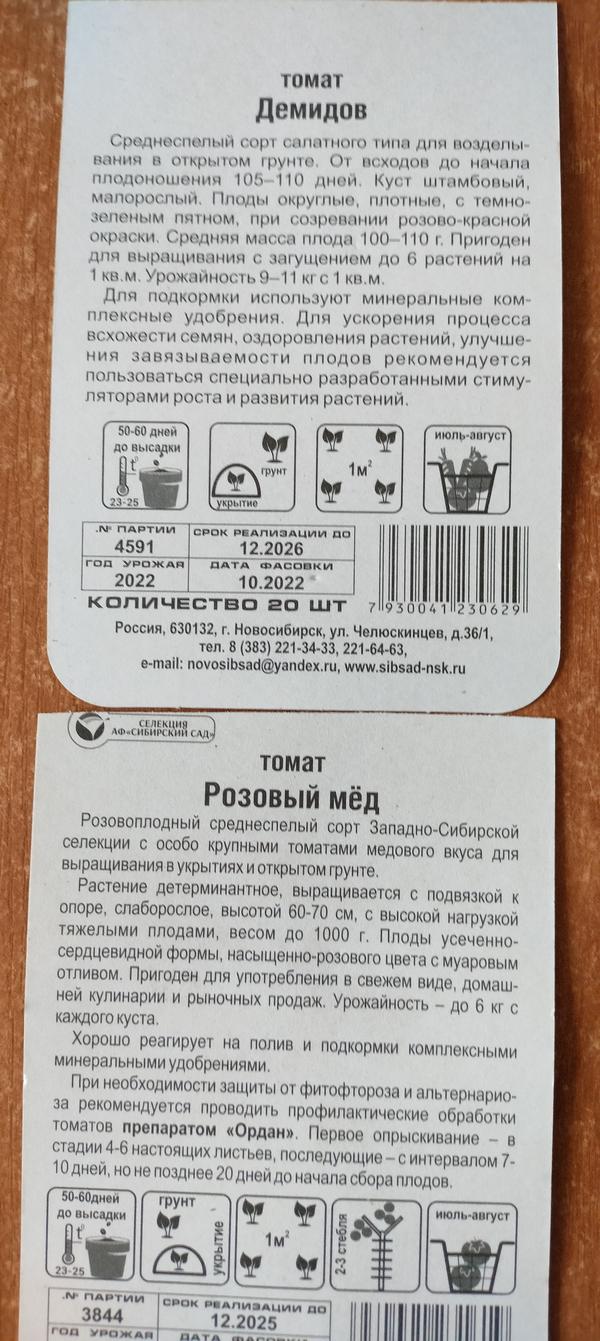 томат
Демидов
Среднеспелый сорт салатного типа для возделы-
вания в открытом грунте. От всходов до начала
плодоношения 105–110 дней. Куст штамбовый,
малорослый. Плоды округлые, плотные, с темно-
зеленым пятном, при созревании розово-красной
окраски. Средняя масса плода 100–110 г. Пригоден
для выращивания с загущением до 6 растений на
1 кв.м. Урожайность 9–11 кг с 1 кв.м.
Для подкормки используют минеральные ком-
плексные удобрения. Для ускорения процесса
всхожести семян, оздоровления растений, улучше-
ния завязываемости плодов рекомендуется
пользоваться специально разработанными стиму-
ляторами роста и развития растений.
50-60 дней
до высадки
t°
23-25
грунт
укрытие
1м²
июль-август
.№ ПАРТИИ СРОК РЕАЛИЗАЦИИ ДО
4591 12.2026
ГОД УРОЖАЯ ДАТА ФАСОВКИ
2022 10.2022
КОЛИЧЕСТВО 20 ШТ
7 930041 230629
Россия, 630132, г. Новосибирск, ул. Челюскинцев, д.36/1,
тел. 8 (383) 221-34-33, 221-64-63,
e-mail: novosibsad@yandex.ru, www.sibsad-nsk.ru
СЕЛЕКЦИЯ
АФ«СИБИРСКИЙ САД»
томат
Розовый мёд
Розовоплодный среднеспелый сорт Западно-Сибирской
селекции с особо крупными томатами медового вкуса для
выращивания в укрытиях и открытом грунте.
Растение детерминантное, выращивается с подвязкой к
опоре, слаборослое, высотой 60-70 см, с высокой нагрузкой
тяжелыми плодами, весом до 1000 г. Плоды усеченно-
сердцевидной формы, насыщенно-розового цвета с муаровым
отливом. Пригоден для употребления в свежем виде, домаш-
ней кулинарии и рыночных продаж. Урожайность – до 6 кг с
каждого куста.
Хорошо реагирует на полив и подкормки комплексными
минеральными удобрениями.
При необходимости защиты от фитофтороза и альтернарио-
за рекомендуется проводить профилактические обработки
томатов препаратом «Ордан». Первое опрыскивание – в
стадии 4-6 настоящих листьев, последующие – с интервалом 7-
10 дней, но не позднее 20 дней до начала сбора плодов.
50-60дней
до высадки
t°
23-25
грунт
укрытие
1м²
2-3 стебля
июль-август
.№ ПАРТИИ СРОК РЕАЛИЗАЦИИ ДО
3844 12.2025
ГОД УРОЖАЯ ДАТА ФАСОВКИ